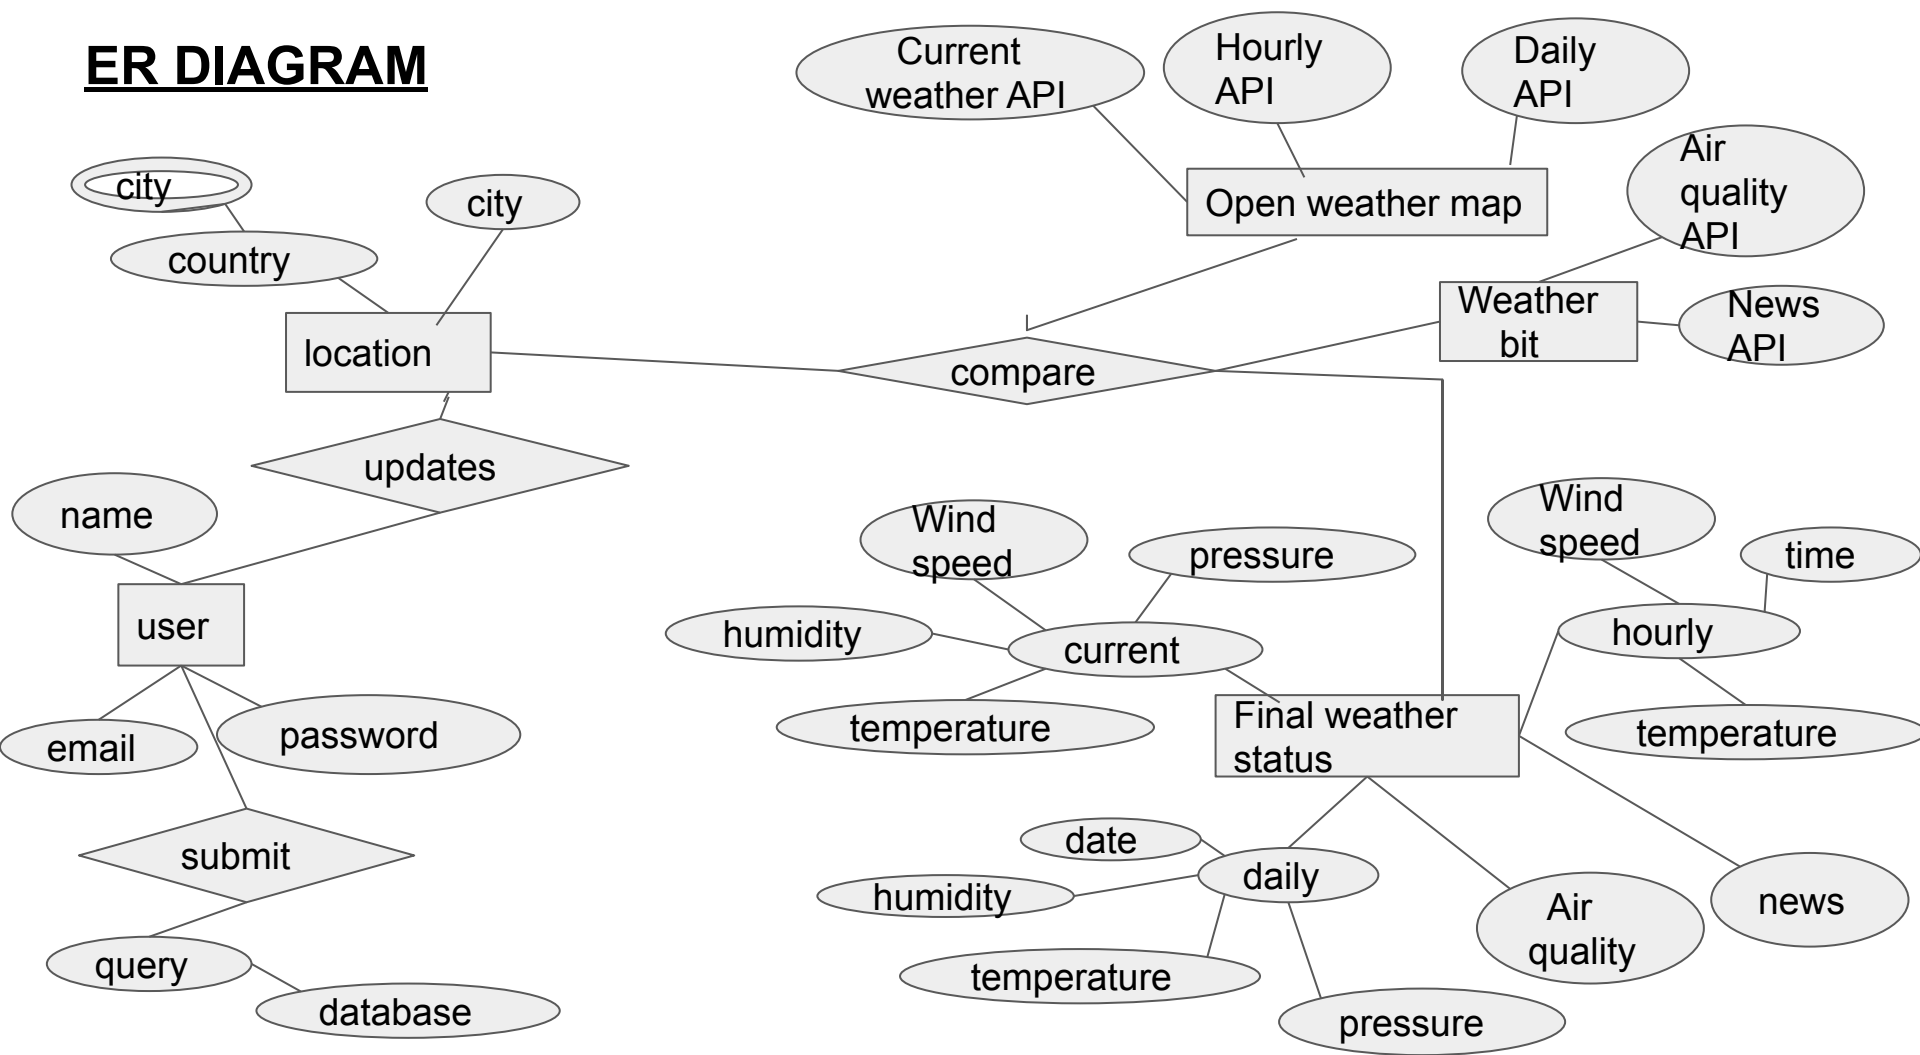 ER DIAGRAM
Current
weather API
Hourly
API
Daily
API
Air
quality
API
city
city
country
Open weather map
Weather
bit
News
API
location
compare
updates
name
Wind
speed
pressure
Wind
speed
time
user
humidity
current
hourly
email
password
temperature
Final weather
status
temperature
submit
date
humidity
daily
Air
quality
news
query
database
temperature
pressure